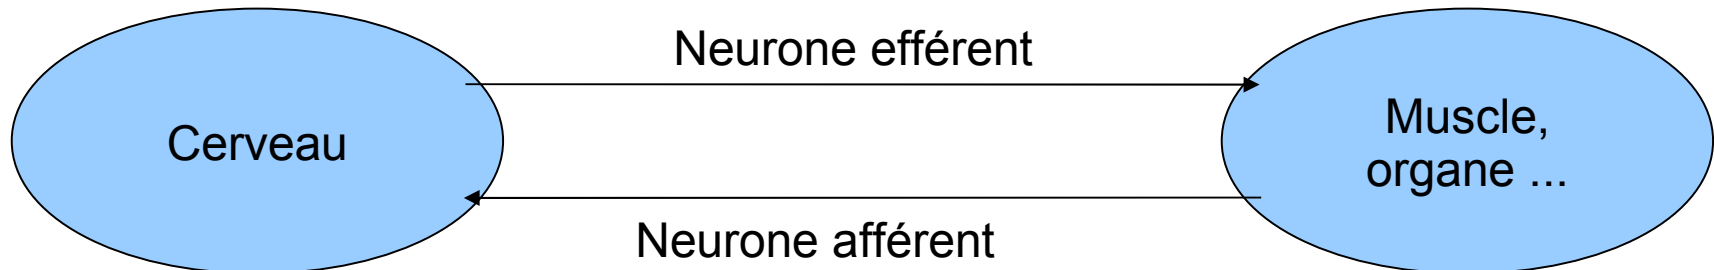 Neurone efférent
Cerveau
Muscle,
organe ...
Neurone afférent